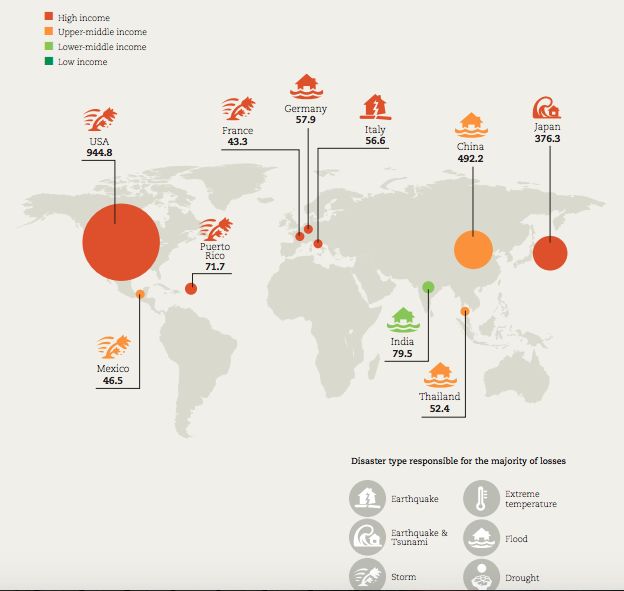 High income
Upper-middle income
Lower-middle income
Low income
USA
944.8
France
43.3
Germany
57.9
Italy
56.6
China
492.2
Japan
376.3
Puerto
Rico
71.7
Mexico
46.5
India
79.5
Thailand
52.4
Disaster type responsible for the majority of losses
Earthquake
Extreme
temperature
Earthquake &
Tsunami
Flood
Storm
Drought